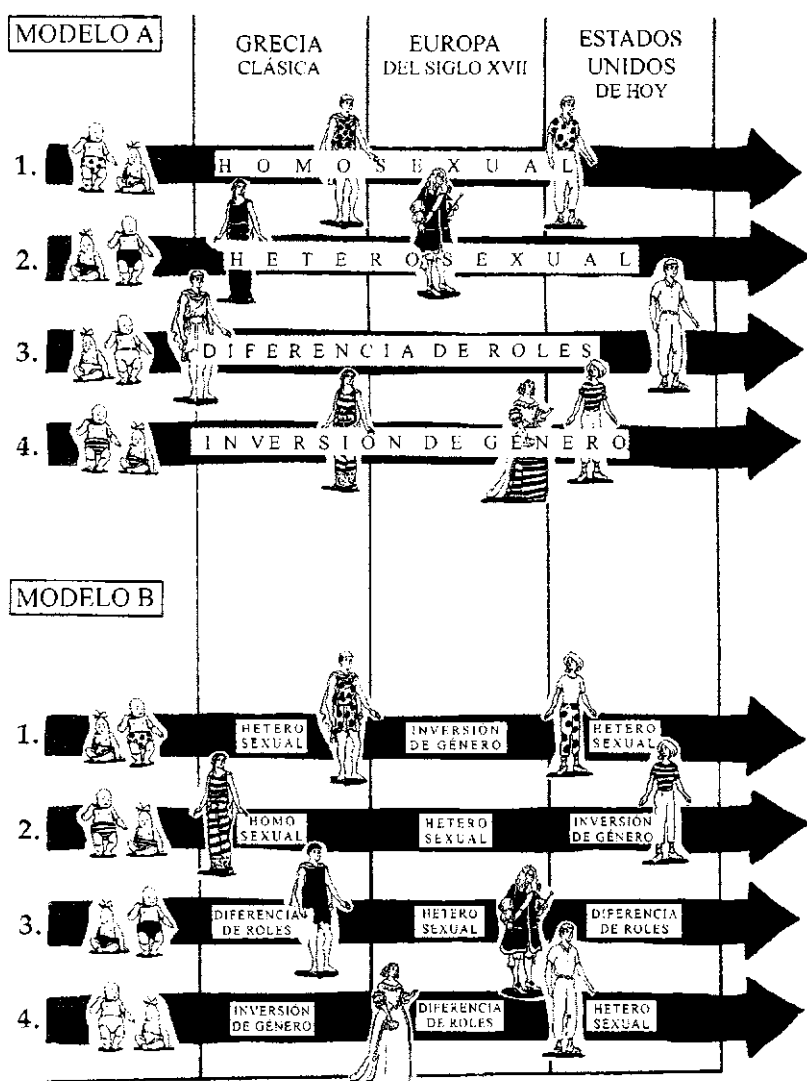 MODELO A
GRECIA
CLÁSICA
EUROPA
DEL SIGLO XVII
ESTADOS
UNIDOS
DE HOY
1.
HOMOSEXUAL
2.
HETEROSEXUAL
3.
DIFERENCIA DE ROLES
4.
INVERSIÓN DE GÉNERO
MODELO B
1.
HETERO
SEXUAL
INVERSIÓN
DE GÉNERO
HETERO
SEXUAL
2.
HOMO
SEXUAL
HETERO
SEXUAL
INVERSIÓN
DE GÉNERO
3.
DIFERENCIA
DE ROLES
HETERO
SEXUAL
DIFERENCIA
DE ROLES
4.
INVERSIÓN
DE GÉNERO
DIFERENCIA
DE ROLES
HETERO
SEXUAL